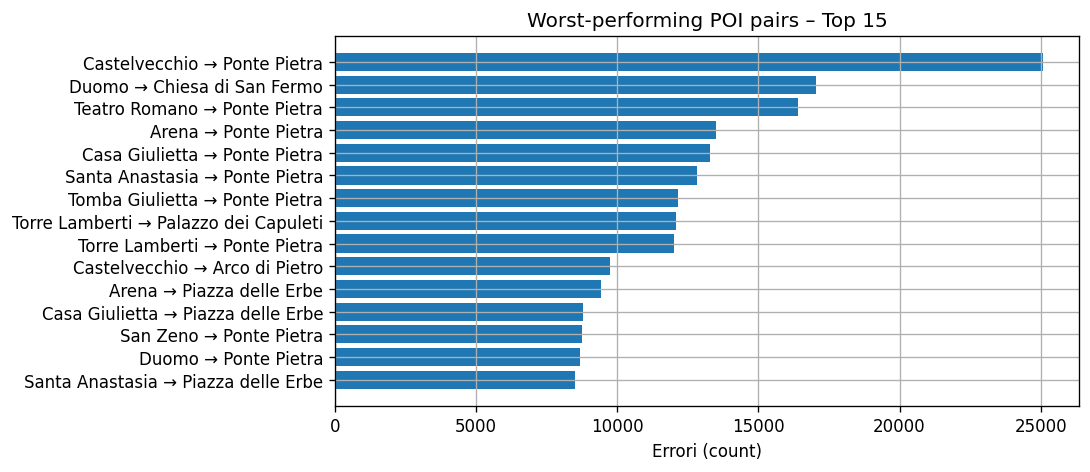 Worst-performing POI pairs – Top 15
Castelvecchio → Ponte Pietra
Duomo → Chiesa di San Fermo
Teatro Romano → Ponte Pietra
Arena → Ponte Pietra
Casa Giulietta → Ponte Pietra
Santa Anastasia → Ponte Pietra
Tomba Giulietta → Ponte Pietra
Torre Lamberti → Palazzo dei Capuleti
Torre Lamberti → Ponte Pietra
Castelvecchio → Arco di Pietro
Arena → Piazza delle Erbe
Casa Giulietta → Piazza delle Erbe
San Zeno → Ponte Pietra
Duomo → Ponte Pietra
Santa Anastasia → Piazza delle Erbe
0 5000 10000 15000 20000 25000
Errori (count)